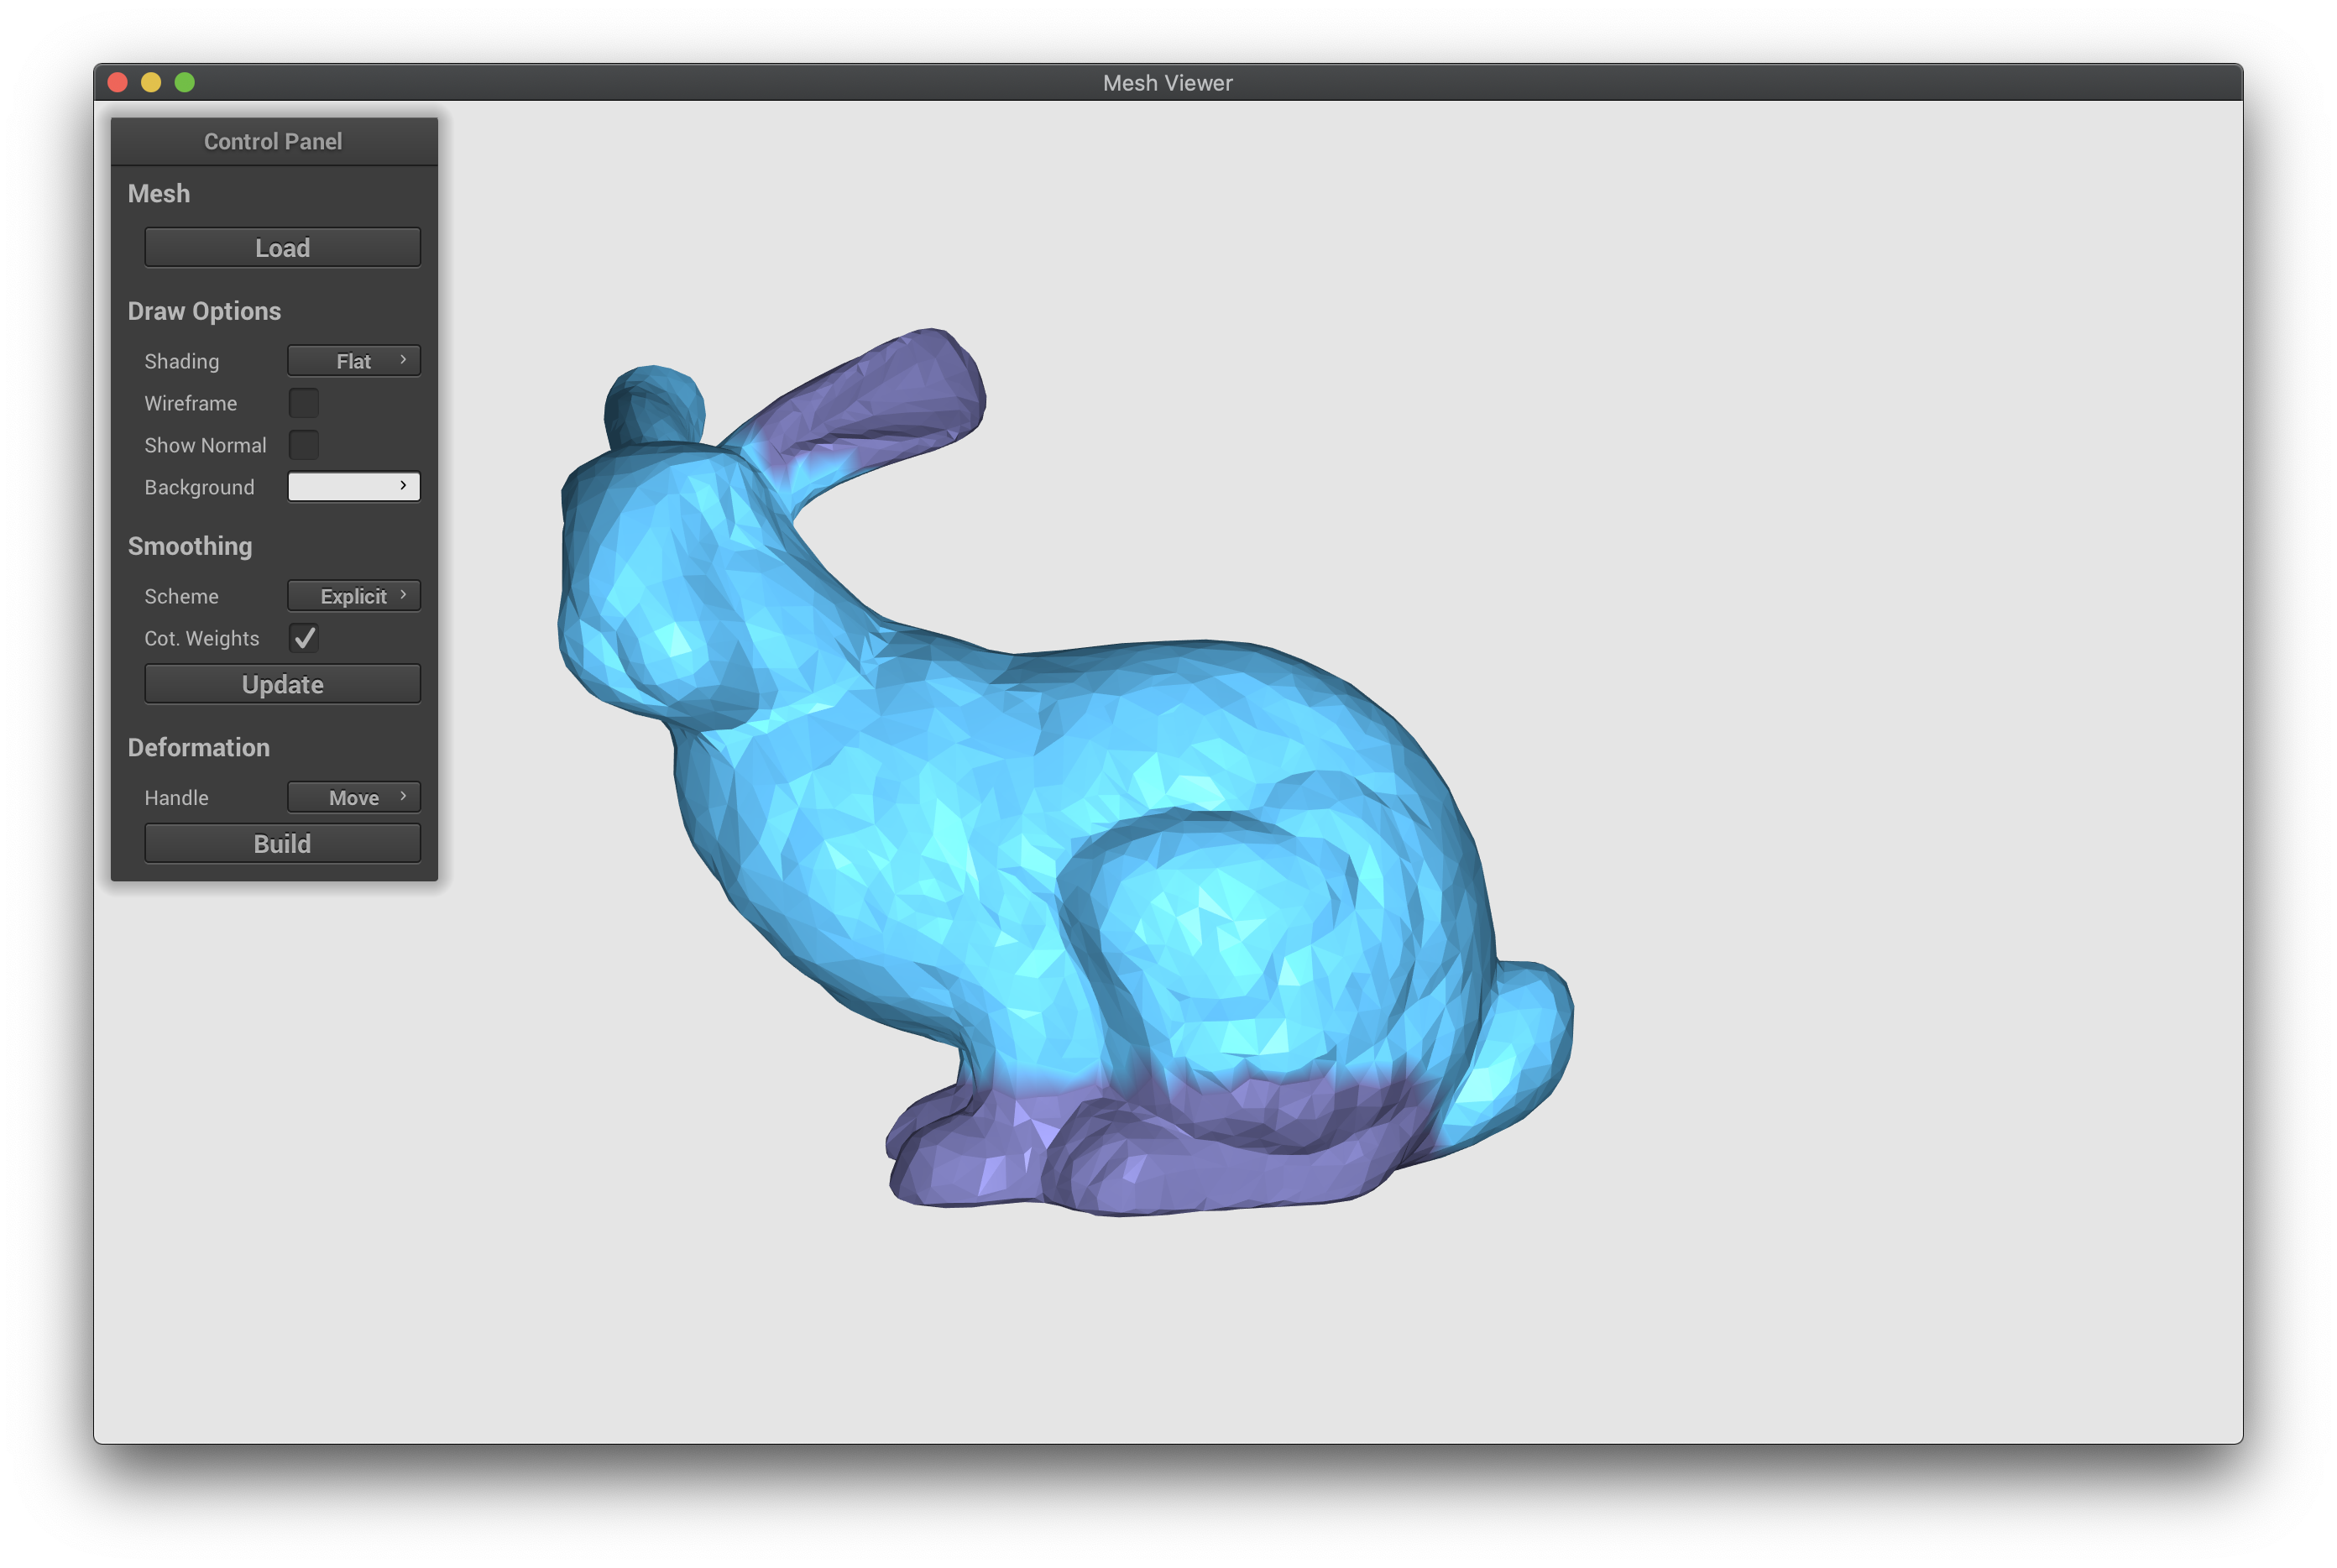 Mesh Viewer
Control Panel
Mesh
Load
Draw Options
Shading Flat
Wireframe
Show Normal
Background
Smoothing
Scheme Explicit
Cot. Weights
Update
Deformation
Handle Move
Build